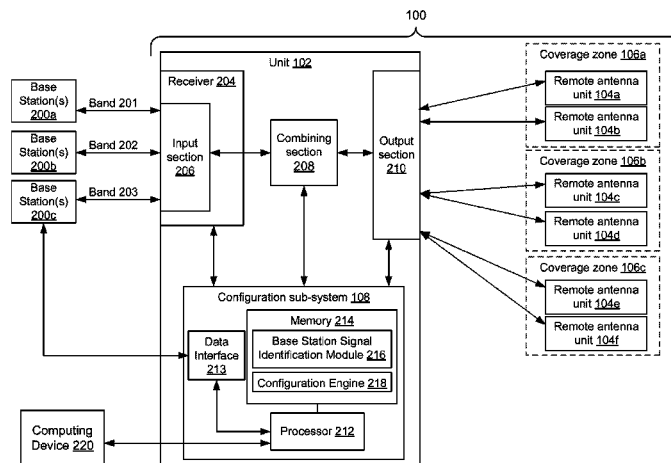 100
Unit 102
Base
Station(s)
200a
Band 201
Base
Station(s)
200b
Band 202
Base
Station(s)
200c
Band 203
Receiver 204
Input
section
206
Combining
section
208
Output
section
210
Coverage zone 106a
Remote antenna
unit 104a
Remote antenna
unit 104b
Coverage zone 106b
Remote antenna
unit 104c
Remote antenna
unit 104d
Coverage zone 106c
Remote antenna
unit 104e
Remote antenna
unit 104f
Configuration sub-system 108
Data
Interface
213
Memory 214
Base Station Signal
Identification Module 216
Configuration Engine 218
Processor 212
Computing
Device 220